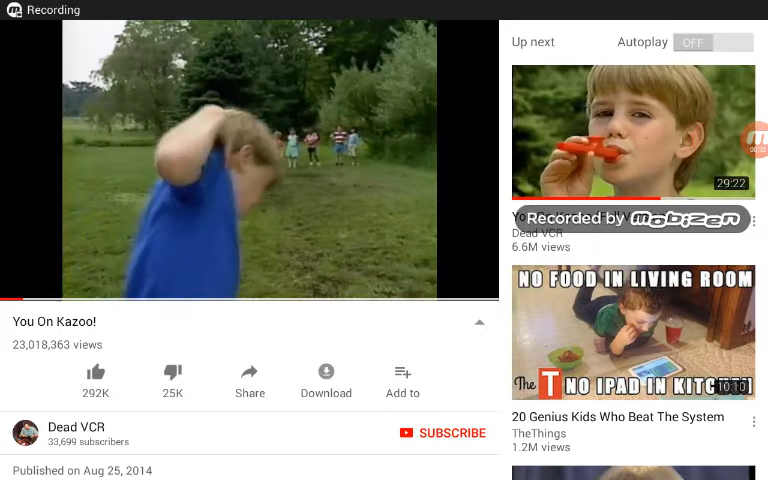 Recording
You On Kazoo!
23,018,363 views
292K
25K
Share
Download
Add to
Dead VCR
33,699 subscribers
SUBSCRIBE
Published on Aug 25, 2014
Up next
Autoplay
OFF
29:22
00:32
Recorded by MOBIZEN
Dead VCR
6.6M views
NO FOOD IN LIVING ROOM
The T
NO IPAD IN KITCHEN
10:10
20 Genius Kids Who Beat The System
TheThings
1.2M views